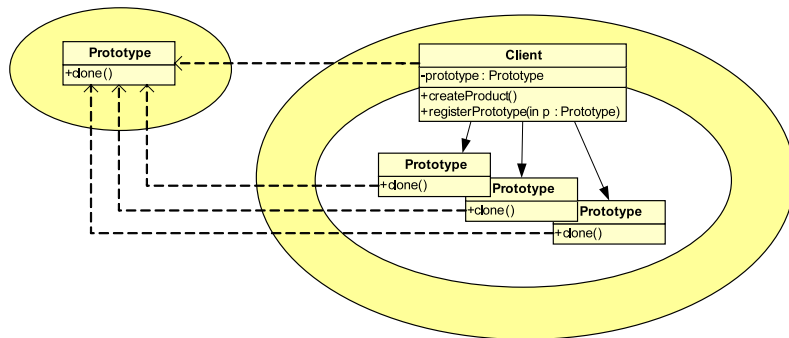 Prototype
+clone()
Client
-prototype : Prototype
+createProduct()
+registerPrototype(in p : Prototype)
Prototype
+clone()
Prototype
+clone()
Prototype
+clone()